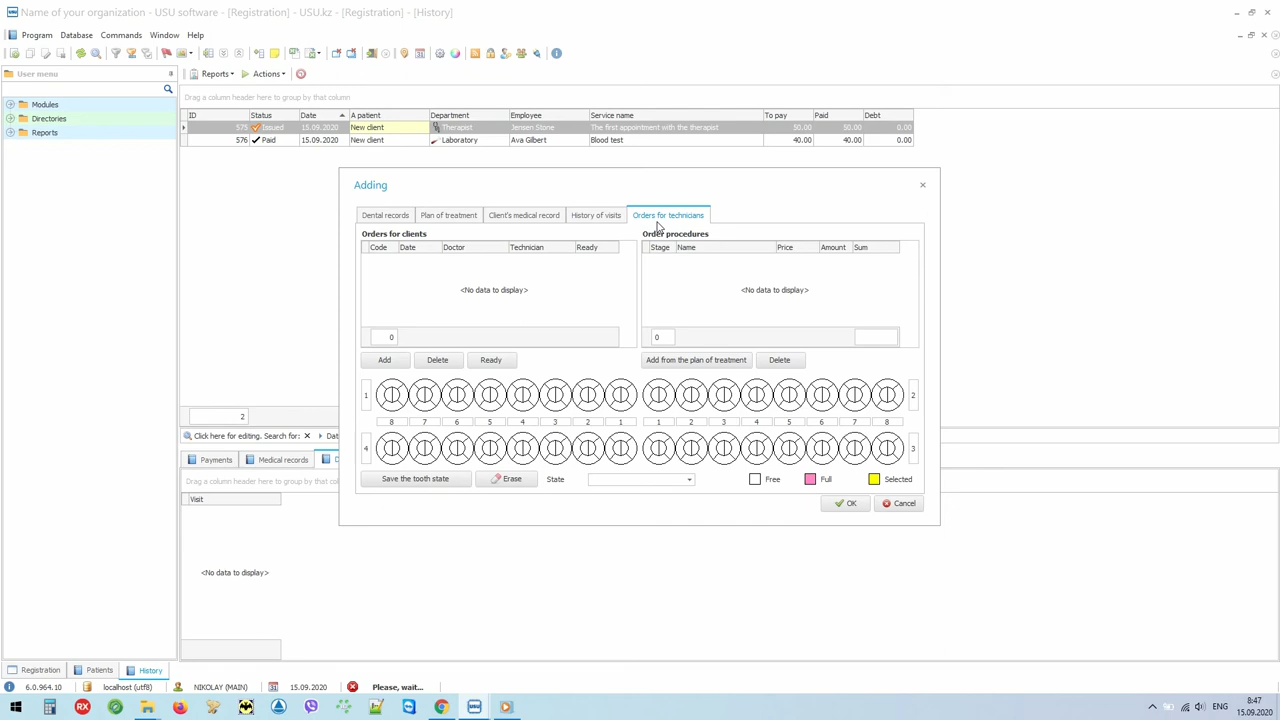 Name of your organization - USU software - [Registration] - USU.kz - [Registration] - [History]
Program Database Commands Window Help
User menu
Reports Actions
Modules
Directories
Reports
Drag a column header here to group by that column
ID Status Date A patient Department Employee Service name To pay Paid Debt
575 Issued 15.09.2020 New client Therapist Jensen Stone The first appointment with the therapist 50.00 50.00 0.00
576 Paid 15.09.2020 New client Laboratory Ava Gilbert Blood test 40.00 40.00 0.00
Adding
Dental records Plan of treatment Client's medical record History of visits Orders for technicians
Orders for clients Order procedures
Code Date Doctor Technician Ready Stage Name Price Amount Sum
<No data to display> <No data to display>
0 0
Add Delete Ready Add from the plan of treatment Delete
1 2
8 7 6 5 4 3 2 1 1 2 3 4 5 6 7 8
4 3
Save the tooth state Erase State Free Full Selected
OK Cancel
2
Click here for editing. Search for:
Payments Medical records
Drag a column header here to group by that col
Visit
<No data to display>
Registration Patients History
6.0.964.10 localhost (utf8) NIKOLAY (MAIN) 15.09.2020 Please, wait...
ENG 8:47
15.09.2020